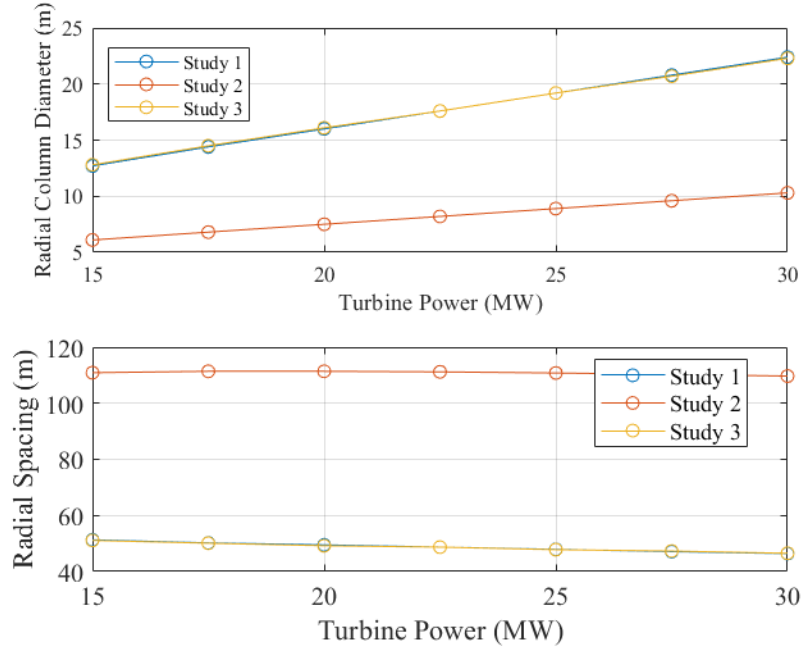 Radial Column Diameter (m)
25
20
15
10
5
Study 1
Study 2
Study 3
15
20
25
30
Turbine Power (MW)
Radial Spacing (m)
120
100
80
60
40
Study 1
Study 2
Study 3
15
20
25
30
Turbine Power (MW)